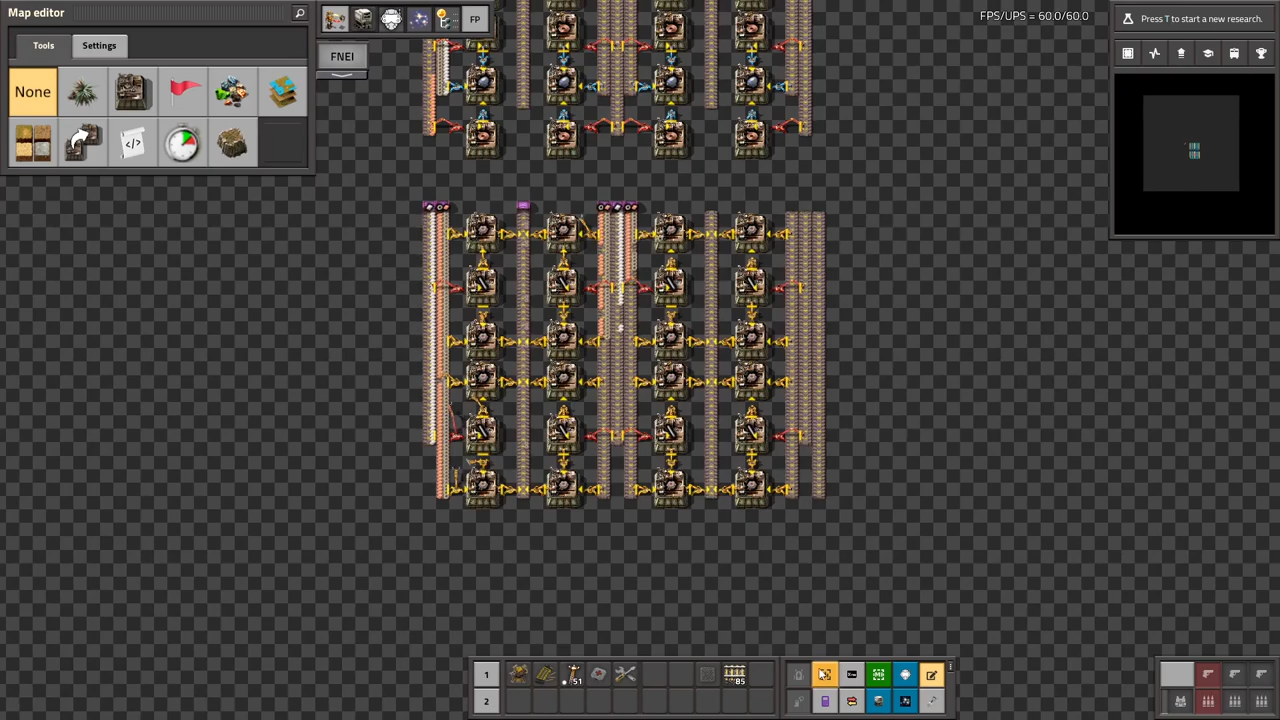 Map editor
FP
FPS/UPS = 60.0/60.0
Press T to start a new research.
Tools
Settings
FNEI
None
</>
1
51
85
2